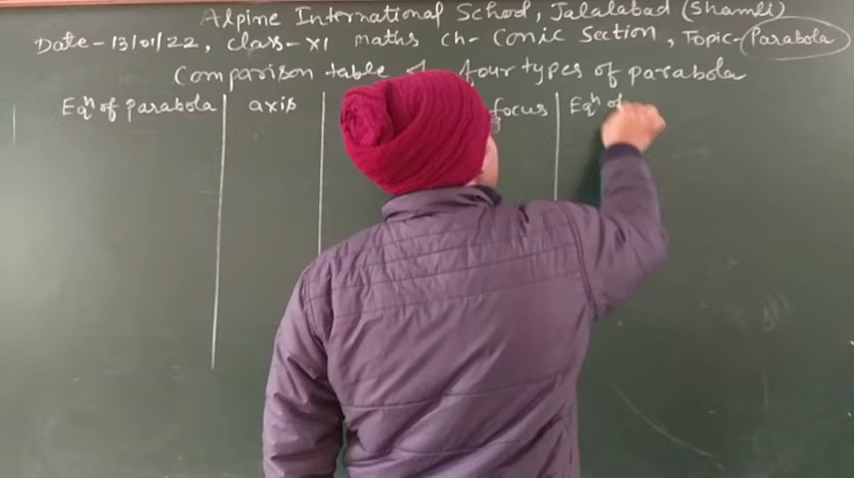 Alpine International School, Jalalabad (Shamli)
Date-13/01/22, class-XI maths ch- Conic Section, Topic-Parabola
Comparison table of four types of parabola
Eqⁿ of parabola axis focus Eqⁿ of